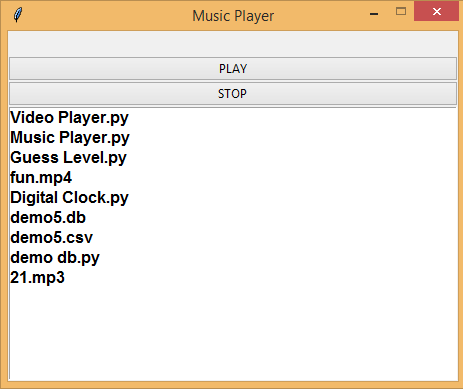 Music Player
PLAY
STOP
Video Player.py
Music Player.py
Guess Level.py
fun.mp4
Digital Clock.py
demo5.db
demo5.csv
demo db.py
21.mp3